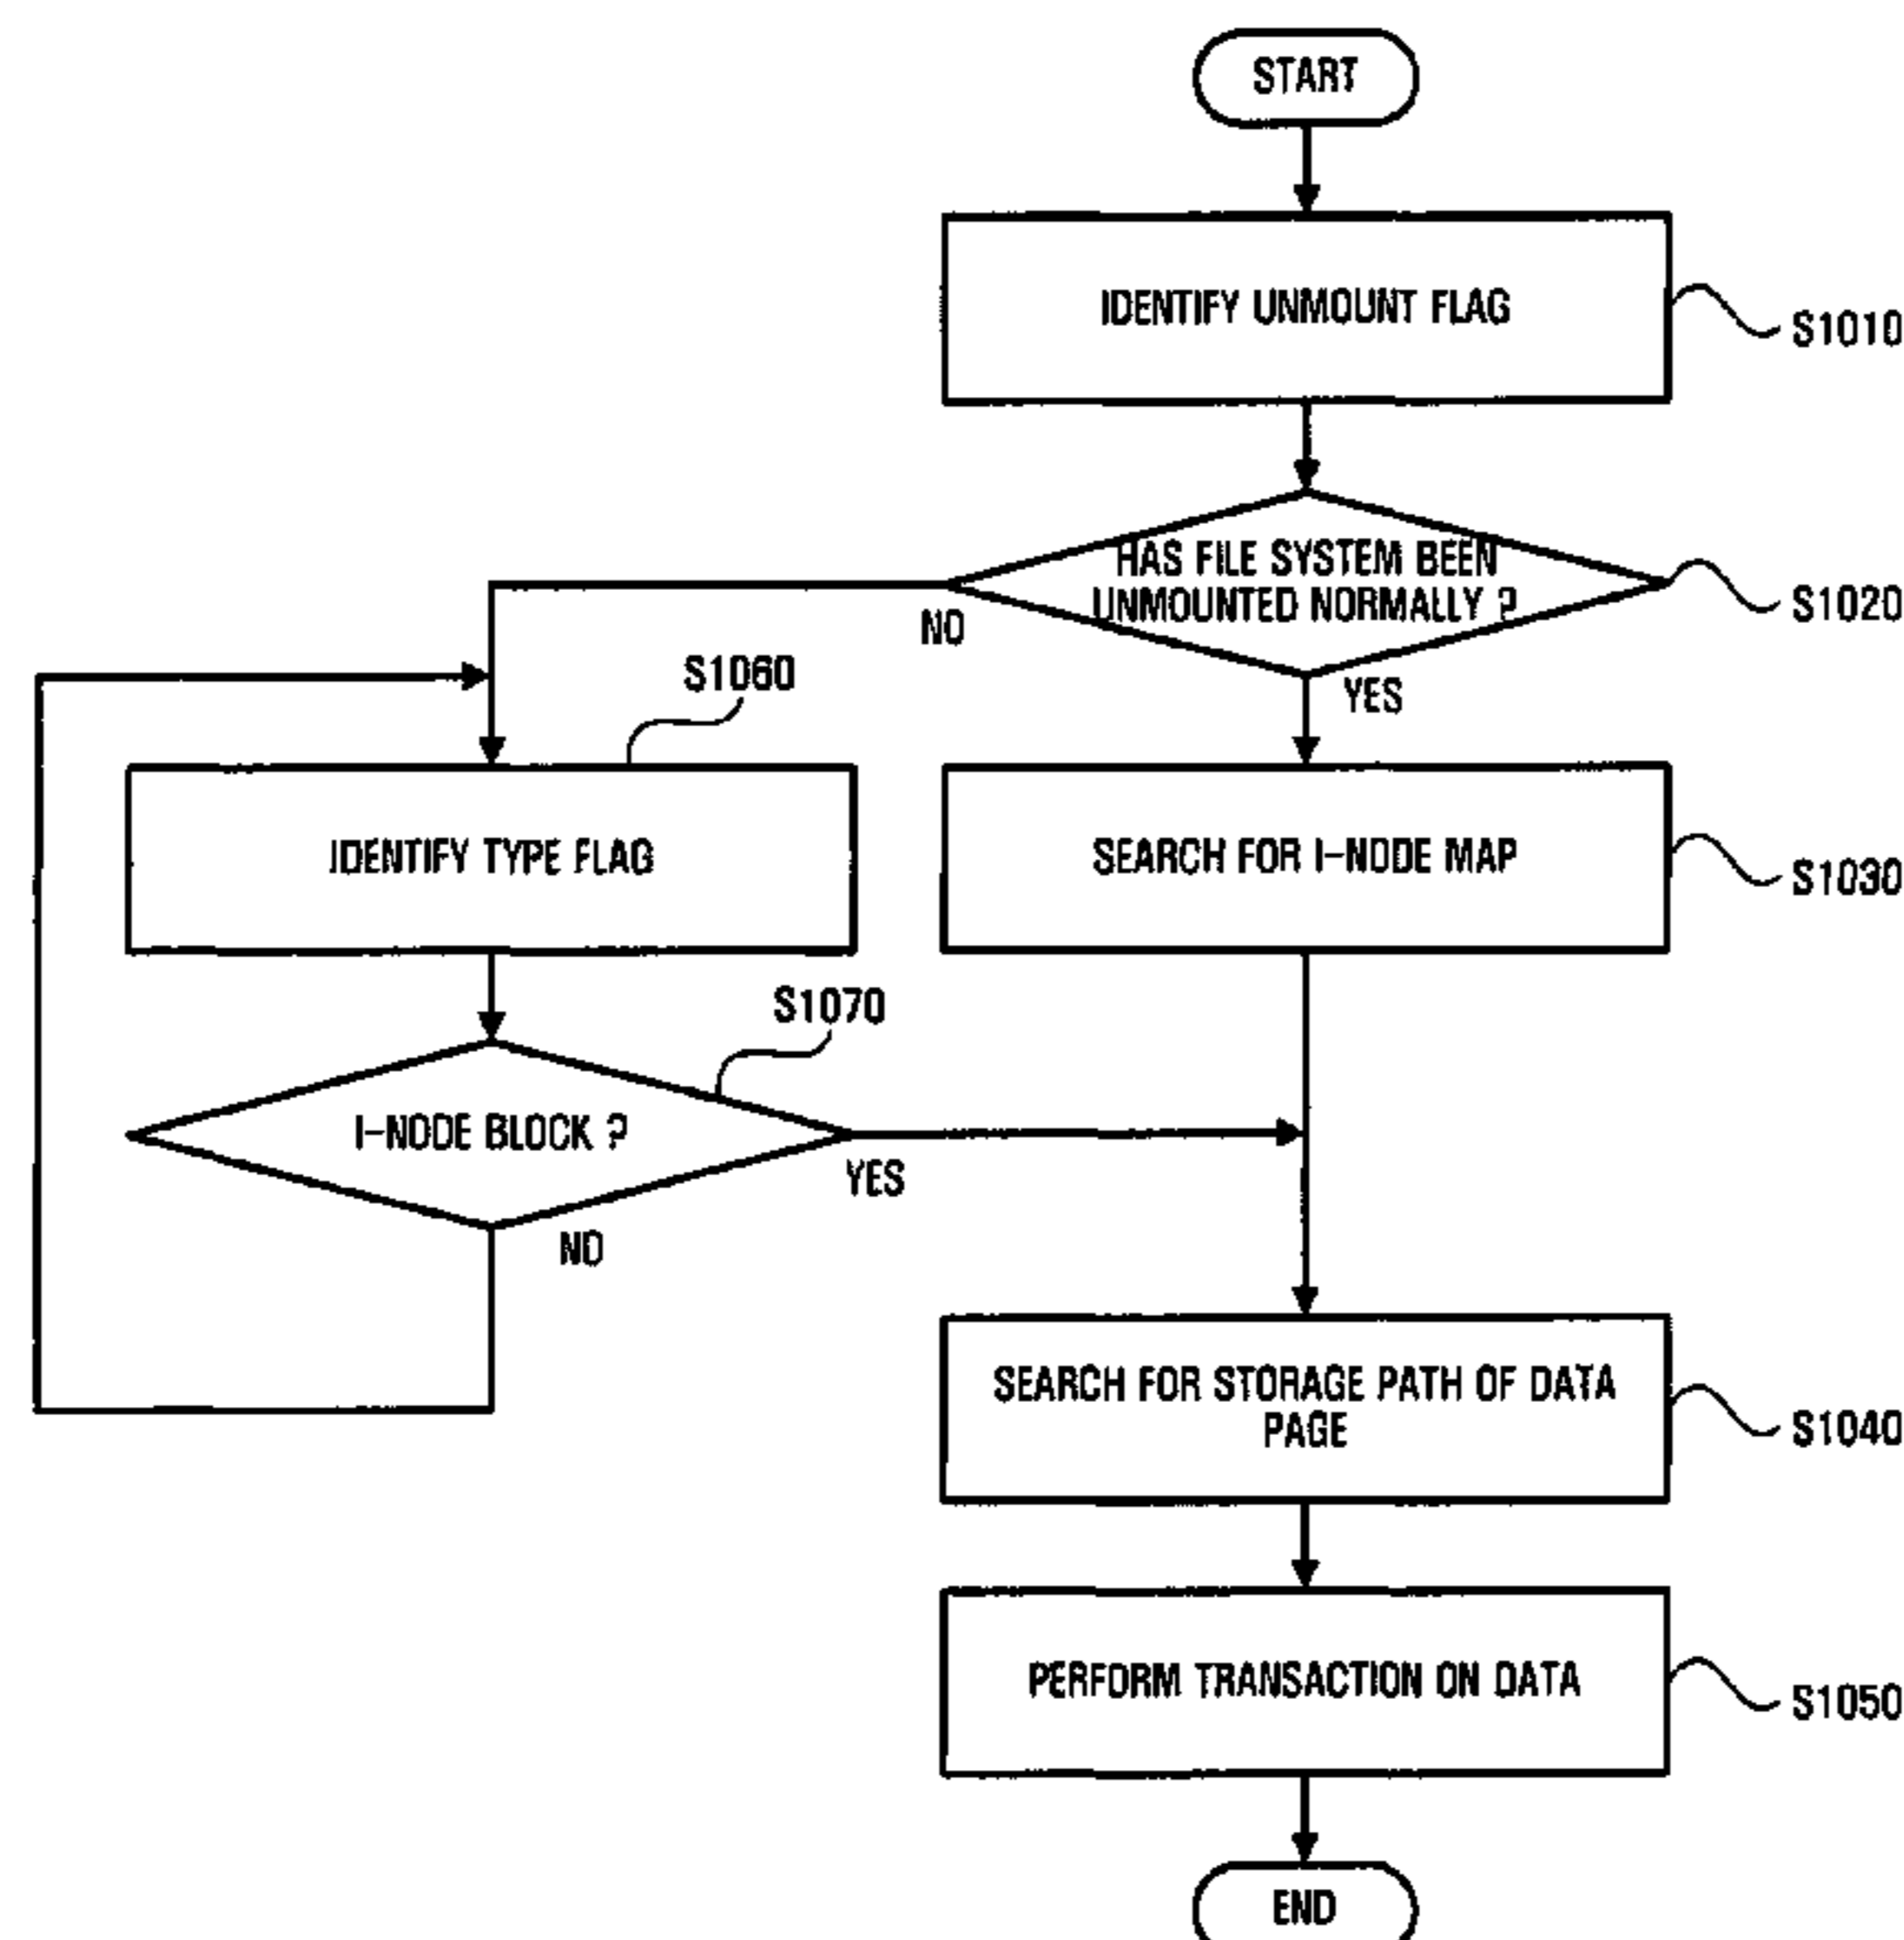 START
IDENTIFY UNMOUNT FLAG
S1010
HAS FILE SYSTEM BEEN
UNMOUNTED NORMALLY ?
S1020
NO
YES
S1060
IDENTIFY TYPE FLAG
SEARCH FOR I-NODE MAP
S1030
S1070
I-NODE BLOCK ?
YES
NO
SEARCH FOR STORAGE PATH OF DATA
PAGE
S1040
PERFORM TRANSACTION ON DATA
S1050
END